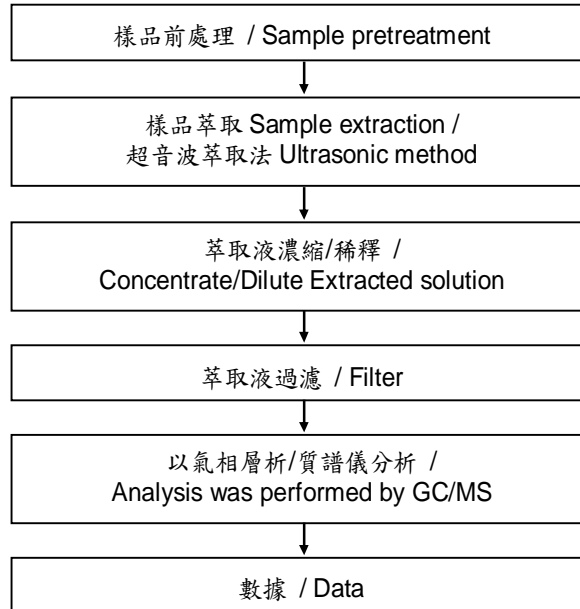 樣品前處理 / Sample pretreatment
樣品萃取 Sample extraction /
超音波萃取法 Ultrasonic method
萃取液濃縮/稀釋 /
Concentrate/Dilute Extracted solution
萃取液過濾 / Filter
以氣相層析/質譜儀分析 /
Analysis was performed by GC/MS
數據 / Data